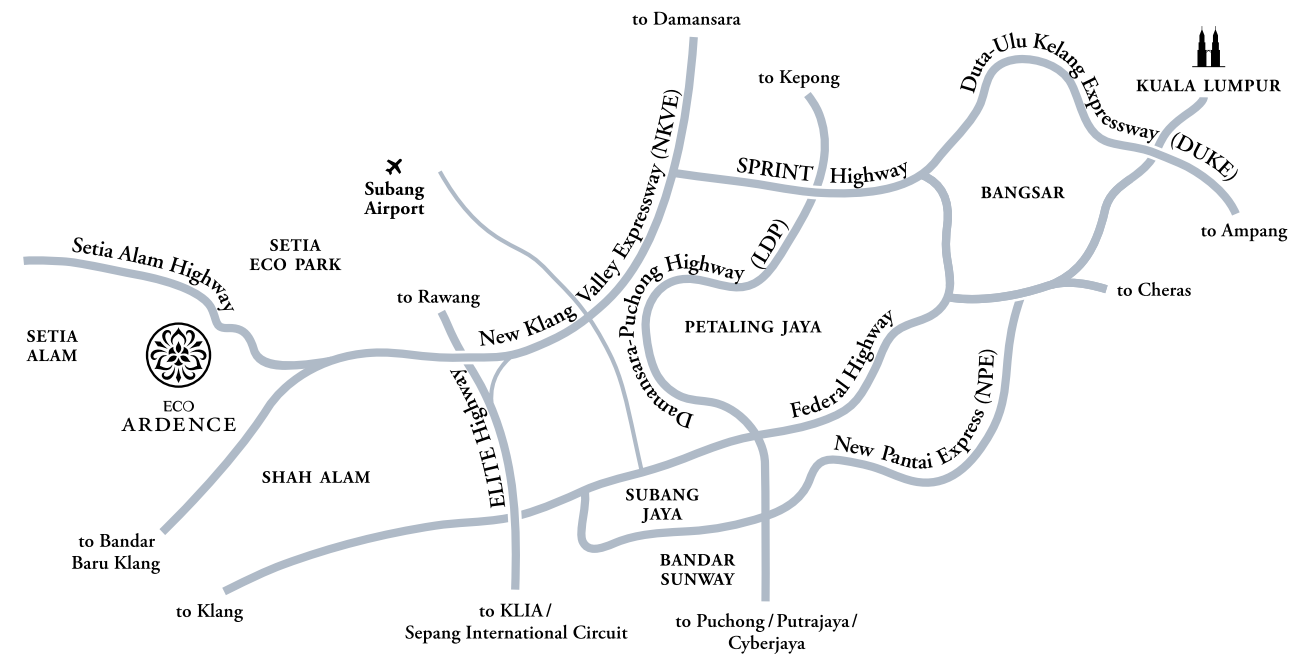 to Damansara
to Kepong
Duta-Ulu Kelang Expressway (DUKE)
KUALA LUMPUR
New Klang Valley Expressway (NKVE)
SPRINT Highway
Subang
Airport
BANGSAR
to Ampang
Setia Alam Highway
SETIA
ECO PARK
Damansara-Puchong Highway (LDP)
to Rawang
to Cheras
SETIA
ALAM
PETALING JAYA
ECO
ARDENCE
ELITE Highway
Federal Highway
New Pantai Express (NPE)
SHAH ALAM
SUBANG
JAYA
to Bandar
Baru Klang
BANDAR
SUNWAY
to Klang
to KLIA/
Sepang International Circuit
to Puchong/Putrajaya/
Cyberjaya